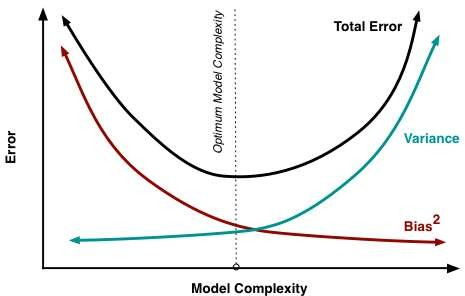 Total Error
Optimum Model Complexity
Variance
Error
Bias²
Model Complexity